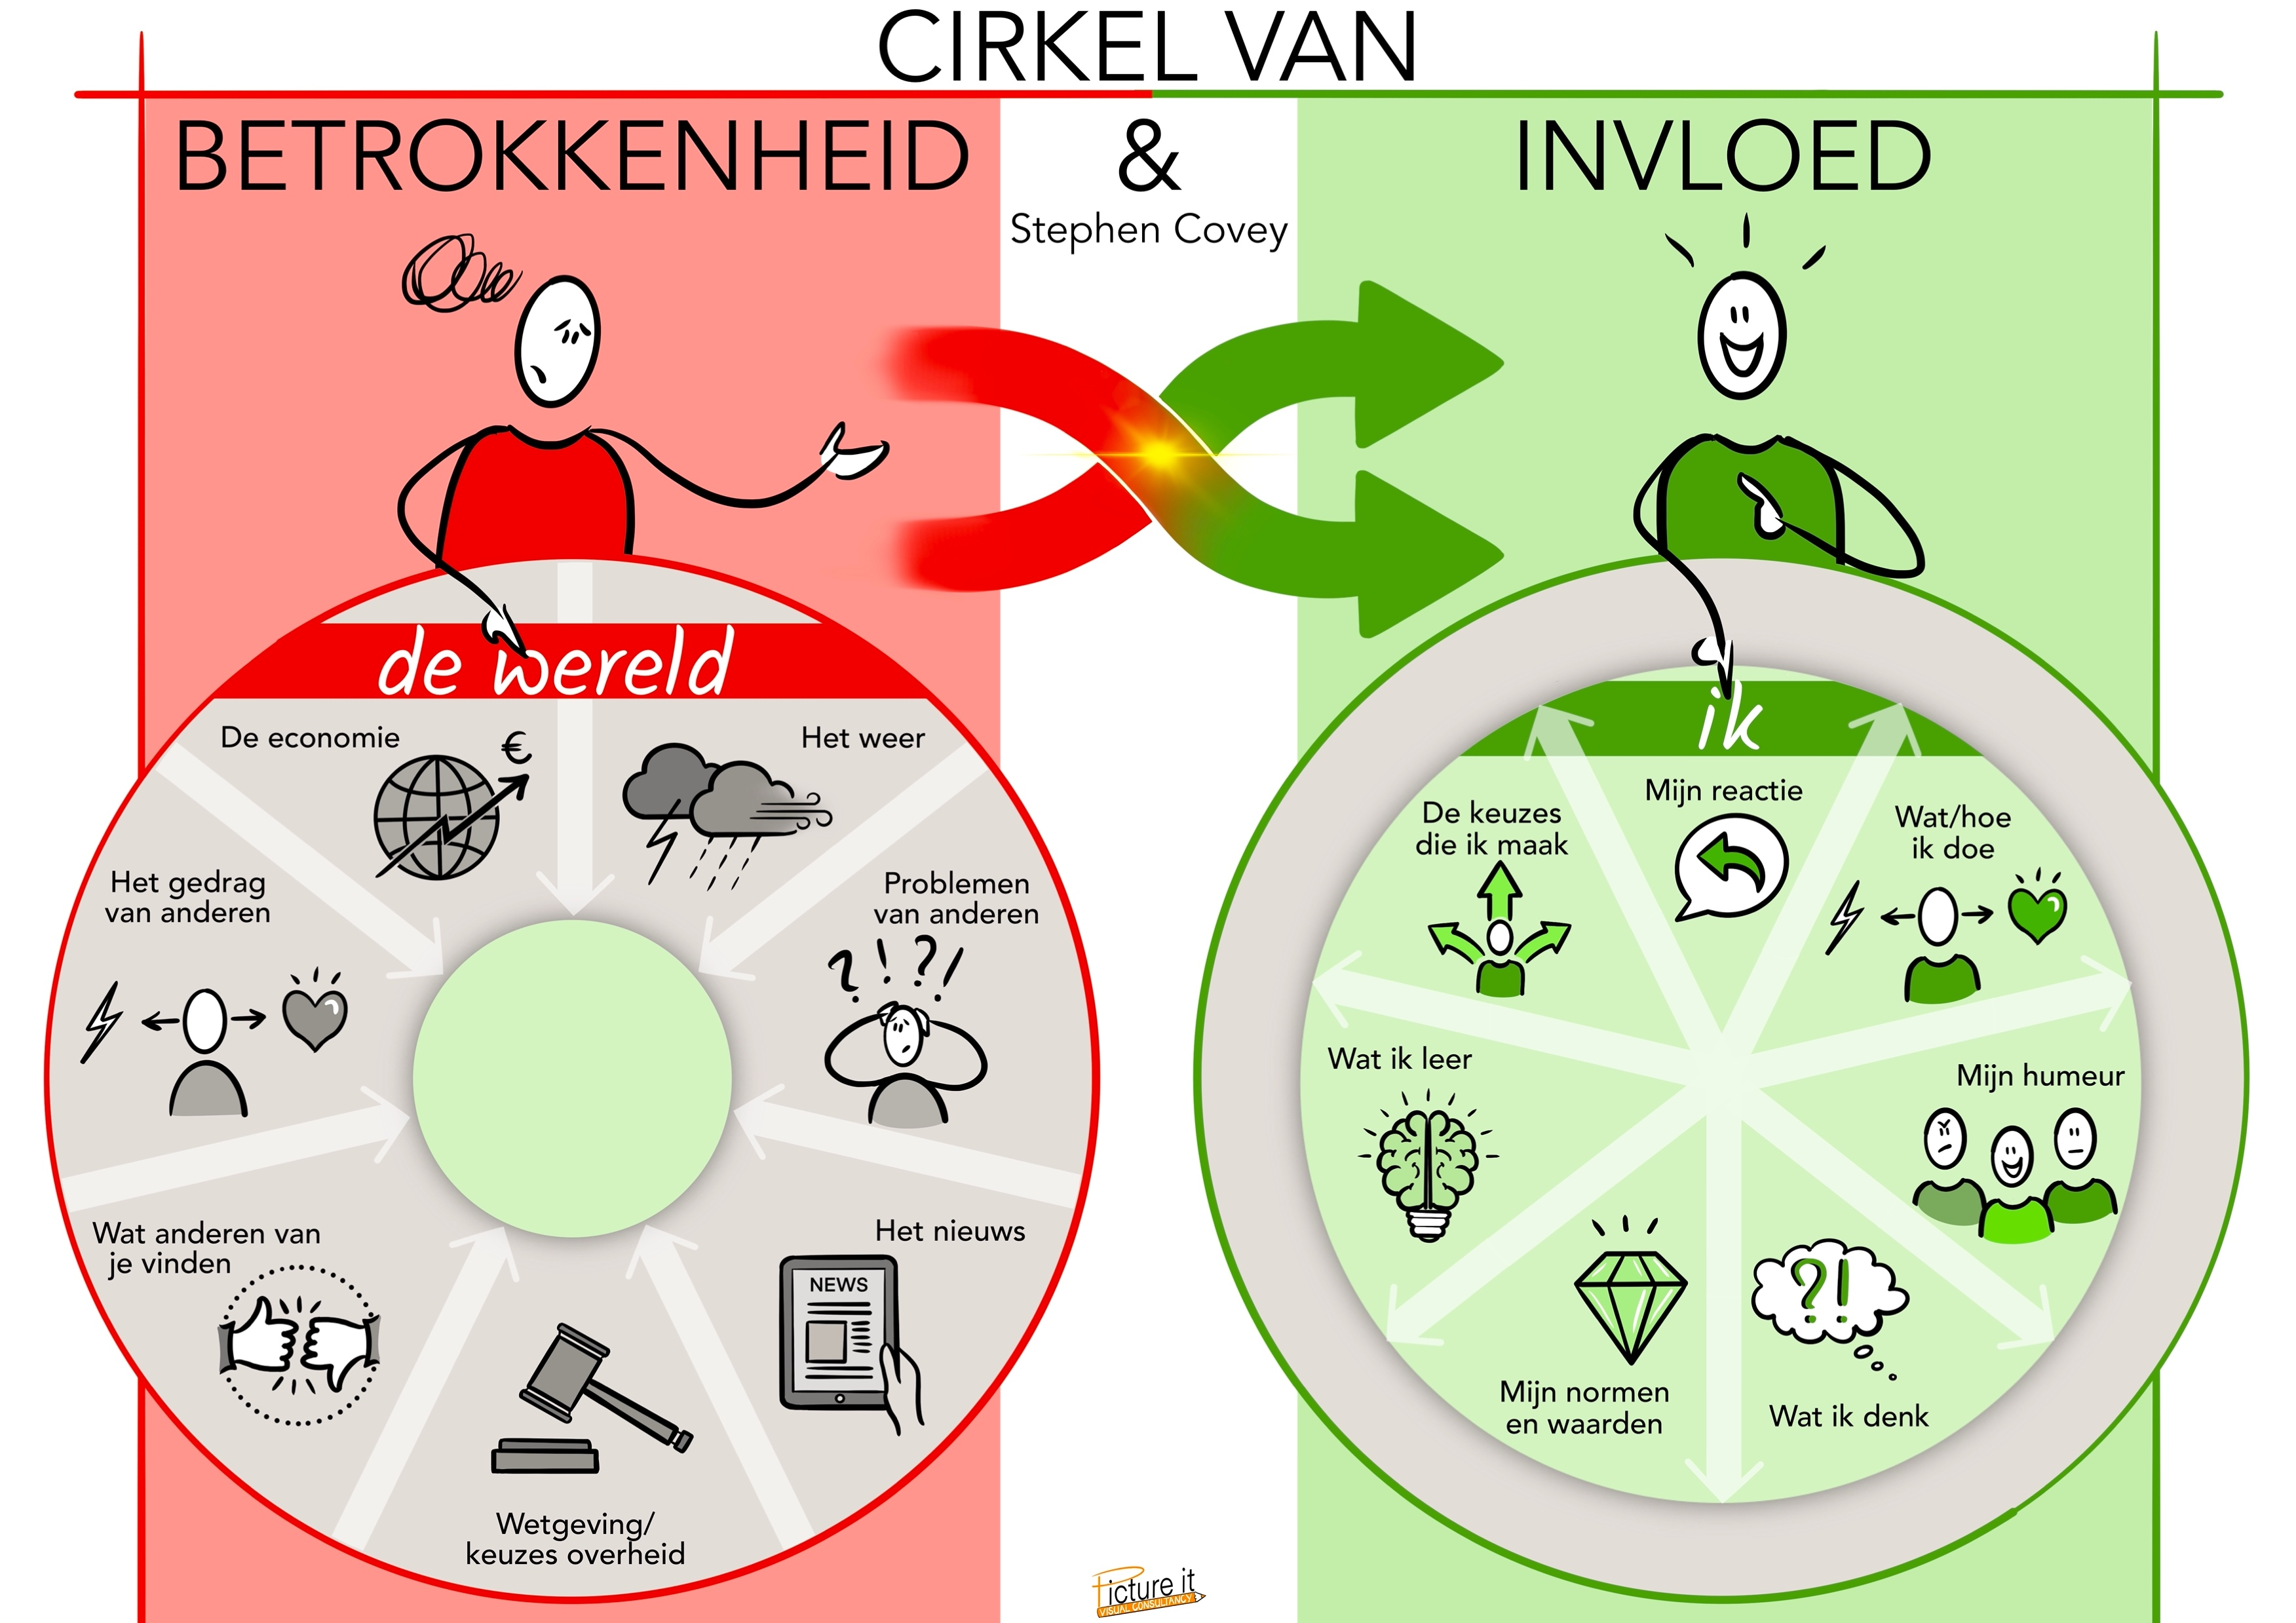 CIRKEL VAN
BETROKKENHEID
&
INVLOED
Stephen Covey
de wereld
De economie
€
Het weer
Het gedrag
van anderen
Problemen
van anderen
? ! ? !
Wat anderen van
je vinden
Het nieuws
NEWS
Wetgeving/
keuzes overheid
ik
Mijn reactie
De keuzes
die ik maak
Wat/hoe
ik doe
Wat ik leer
Mijn humeur
?!
Mijn normen
en waarden
Wat ik denk
Picture it
VISUAL CONSULTANCY